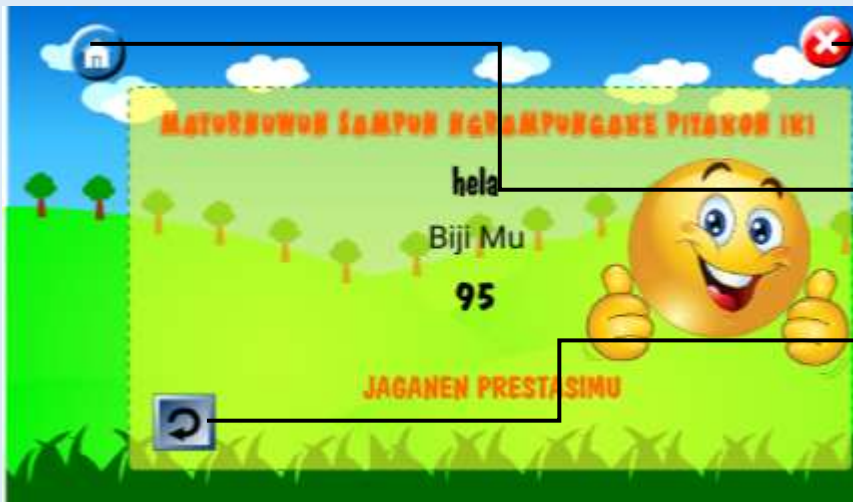 MATURNUWUN SAMPUN NGRAMPUNGAKE PITAKON IKI
hela
Biji Mu
95
JAGANEN PRESTASIMU